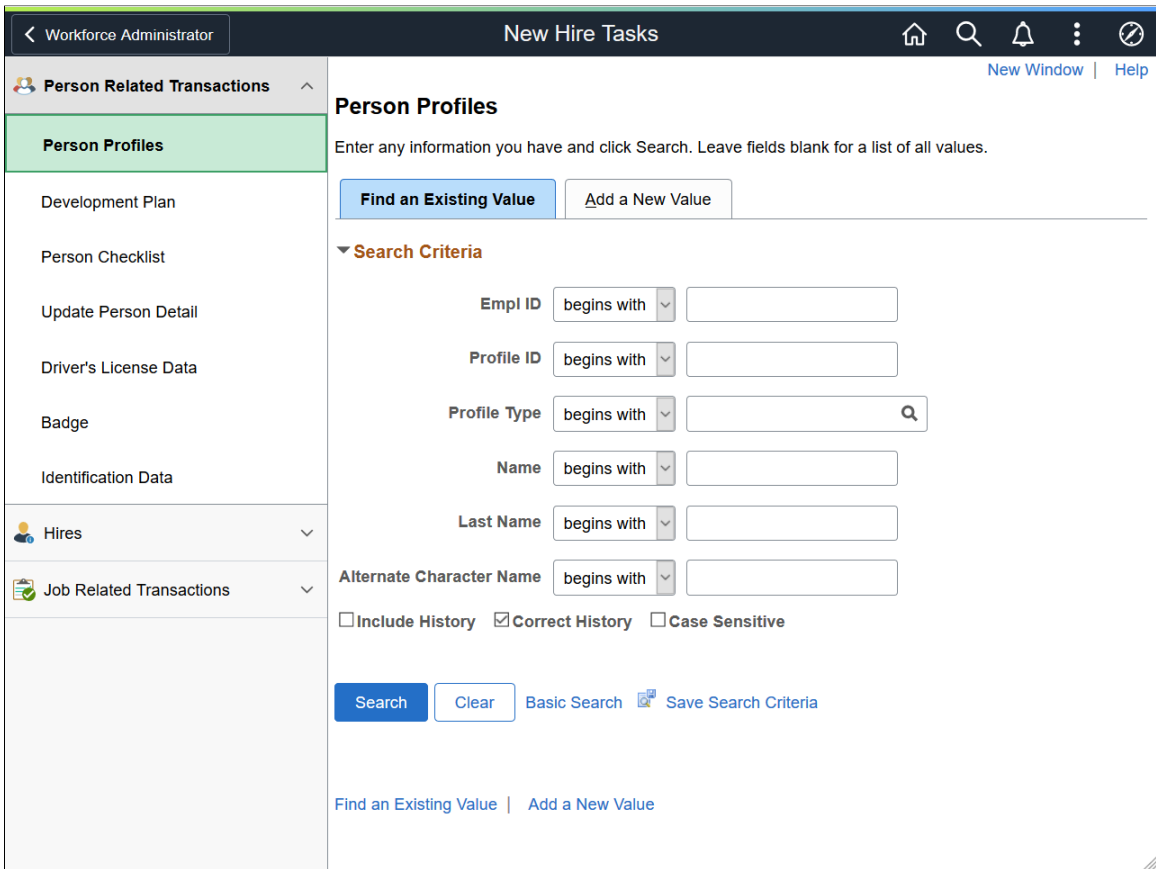 Workforce Administrator
New Hire Tasks
Person Related Transactions
Person Profiles
Development Plan
Person Checklist
Update Person Detail
Driver's License Data
Badge
Identification Data
Hires
Job Related Transactions
New Window | Help
Person Profiles
Enter any information you have and click Search. Leave fields blank for a list of all values.
Find an Existing Value Add a New Value
Search Criteria
Empl ID begins with
Profile ID begins with
Profile Type begins with
Name begins with
Last Name begins with
Alternate Character Name begins with
Include History Correct History Case Sensitive
Search Clear Basic Search Save Search Criteria
Find an Existing Value | Add a New Value